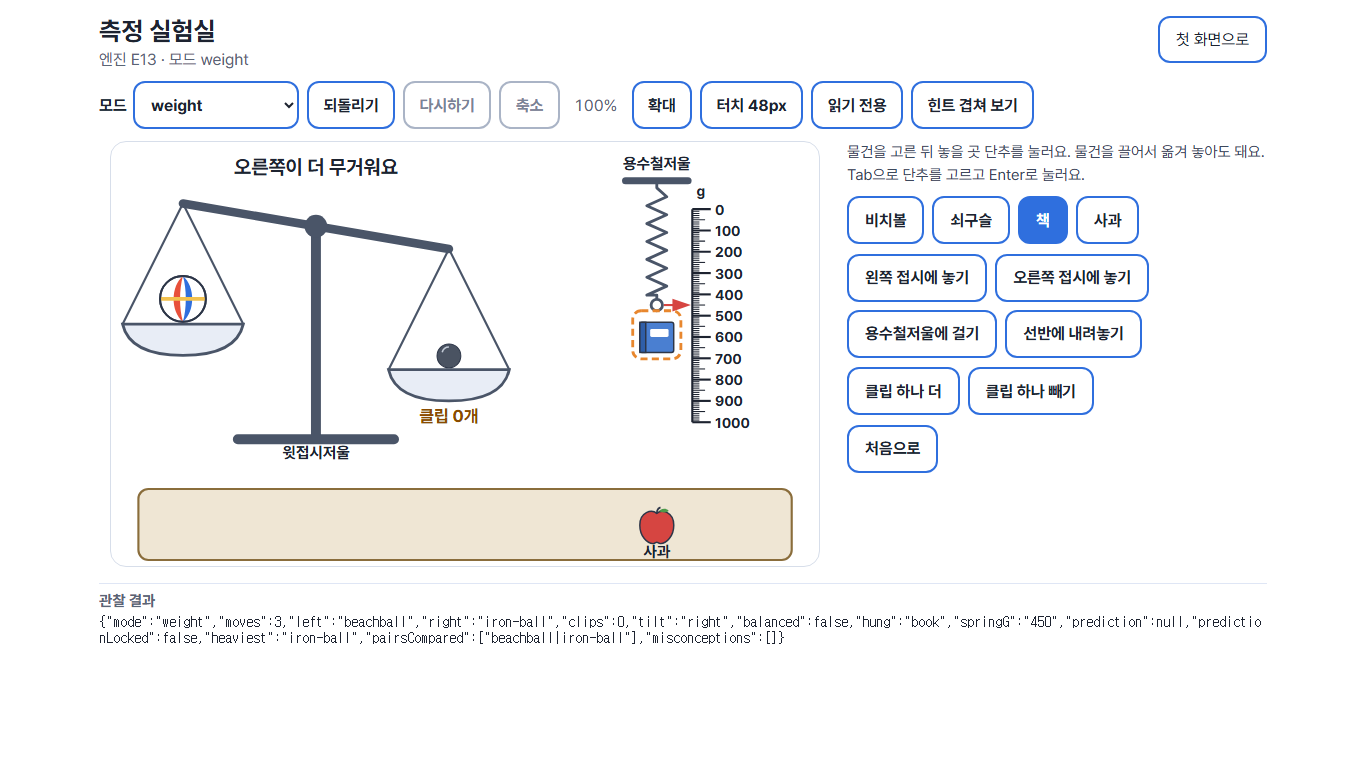 측정 실험실
엔진 E13 · 모드 weight
첫 화면으로
모드 weight 되돌리기 다시하기 축소 100% 확대 터치 48px 읽기 전용 힌트 겹쳐 보기
오른쪽이 더 무거워요
용수철저울
g
0
100
200
300
400
500
600
700
800
900
1000
클립 0개
윗접시저울
사과
물건을 고른 뒤 놓을 곳 단추를 눌러요. 물건을 끌어서 옮겨 놓아도 돼요.
Tab으로 단추를 고르고 Enter로 눌러요.
비치볼 쇠구슬 책 사과
왼쪽 접시에 놓기 오른쪽 접시에 놓기
용수철저울에 걸기 선반에 내려놓기
클립 하나 더 클립 하나 빼기
처음으로
관찰 결과
{"mode":"weight","moves":3,"left":"beachball","right":"iron-ball","clips":0,"tilt":"right","balanced":false,"hung":"book","springG":"450","prediction":null,"predictio
nLocked":false,"heaviest":"iron-ball","pairsCompared":["beachball|iron-ball"],"misconceptions":[]}